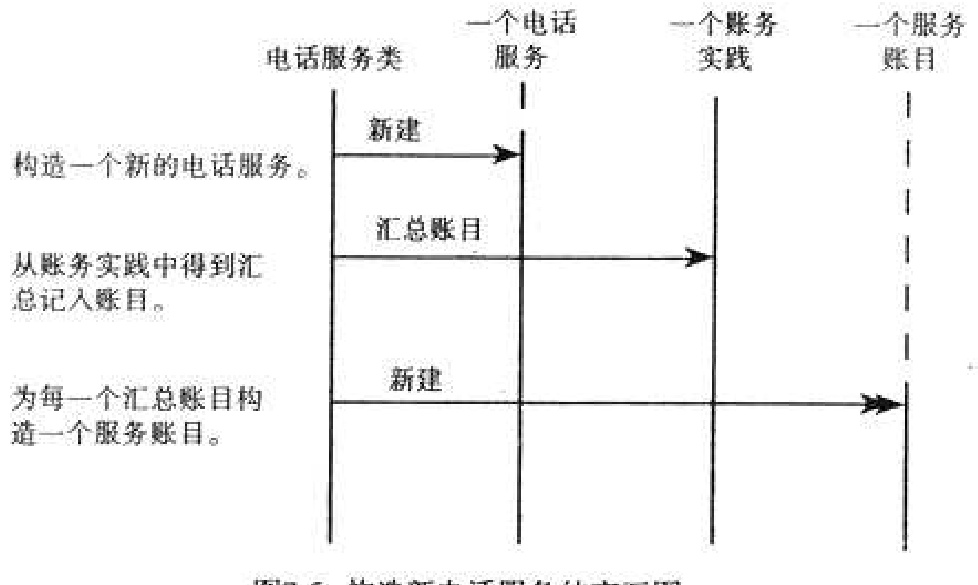 电话服务类
一个电话
服务
一个账务
实践
一个服务
账目
新建
构造一个新的电话服务。
汇总账目
从账务实践中得到汇
总记入账目。
新建
为每一个汇总账目构
造一个服务账目。